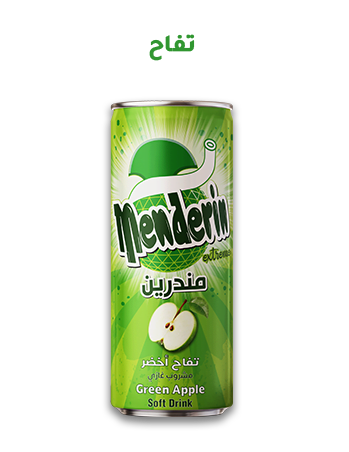 تفاح
Menderin
extreme
مندرين
تفاح أخضر
مشروب غازي
Green Apple
Soft Drink